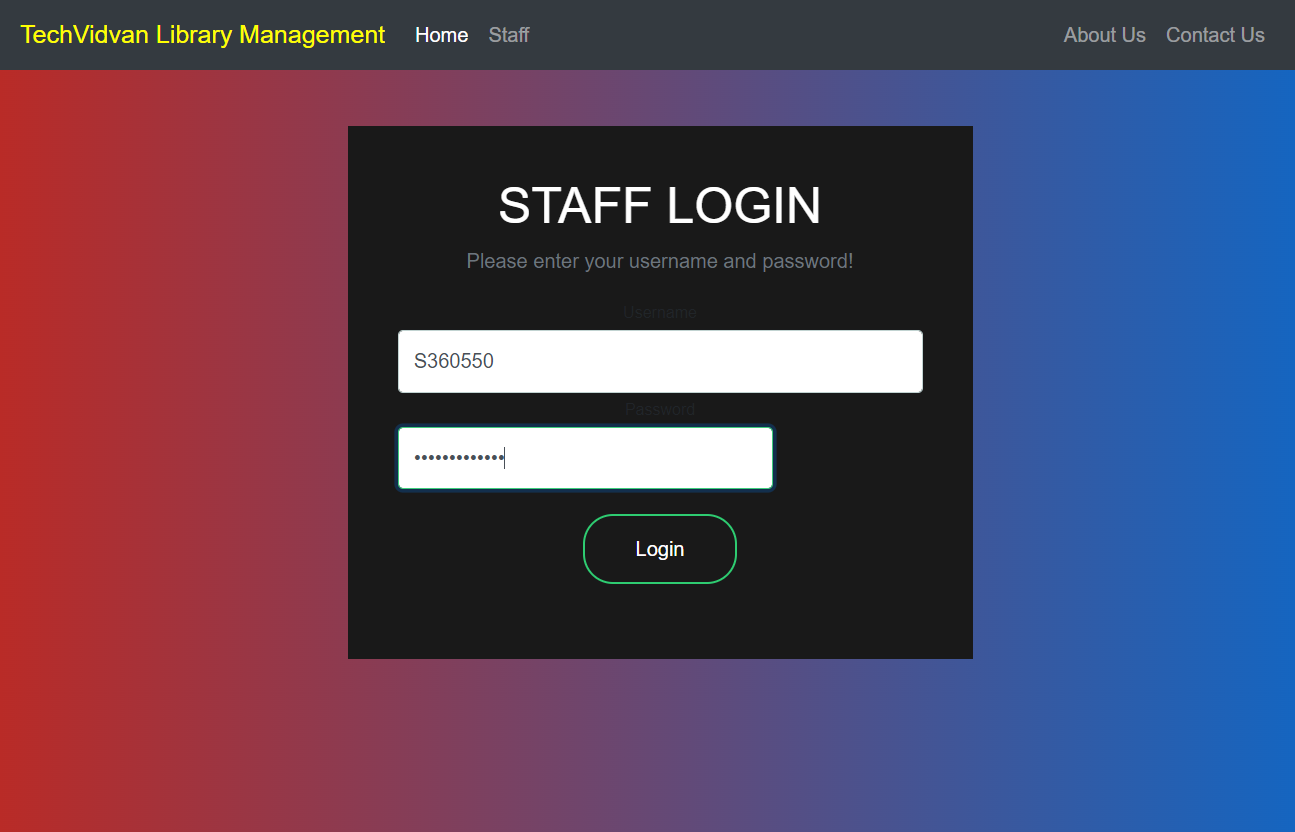 TechVidvan Library Management Home Staff About Us Contact Us
STAFF LOGIN
Please enter your username and password!
Username
S360550
Password
•••••••••••••
Login